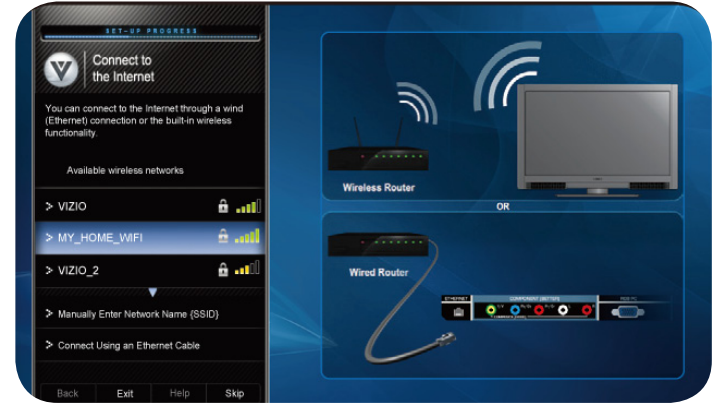 SET-UP PROGRESS
V
Connect to
the Internet
You can connect to the Internet through a wind
(Ethernet) connection or the built-in wireless
functionality.
Available wireless networks
> VIZIO
> MY_HOME_WIFI
> VIZIO_2
> Manually Enter Network Name {SSID}
> Connect Using an Ethernet Cable
Back Exit Help Skip
Wireless Router
OR
Wired Router
ETHERNET COMPONENT (BETTER) RGB PC